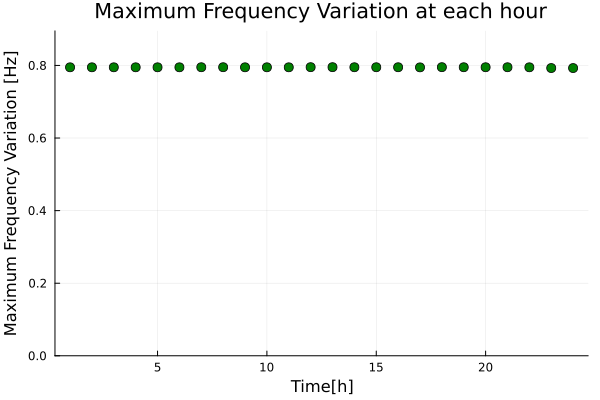 Maximum Frequency Variation at each hour
Maximum Frequency Variation [Hz]
0.8
0.6
0.4
0.2
0.0
5 10 15 20
Time[h]